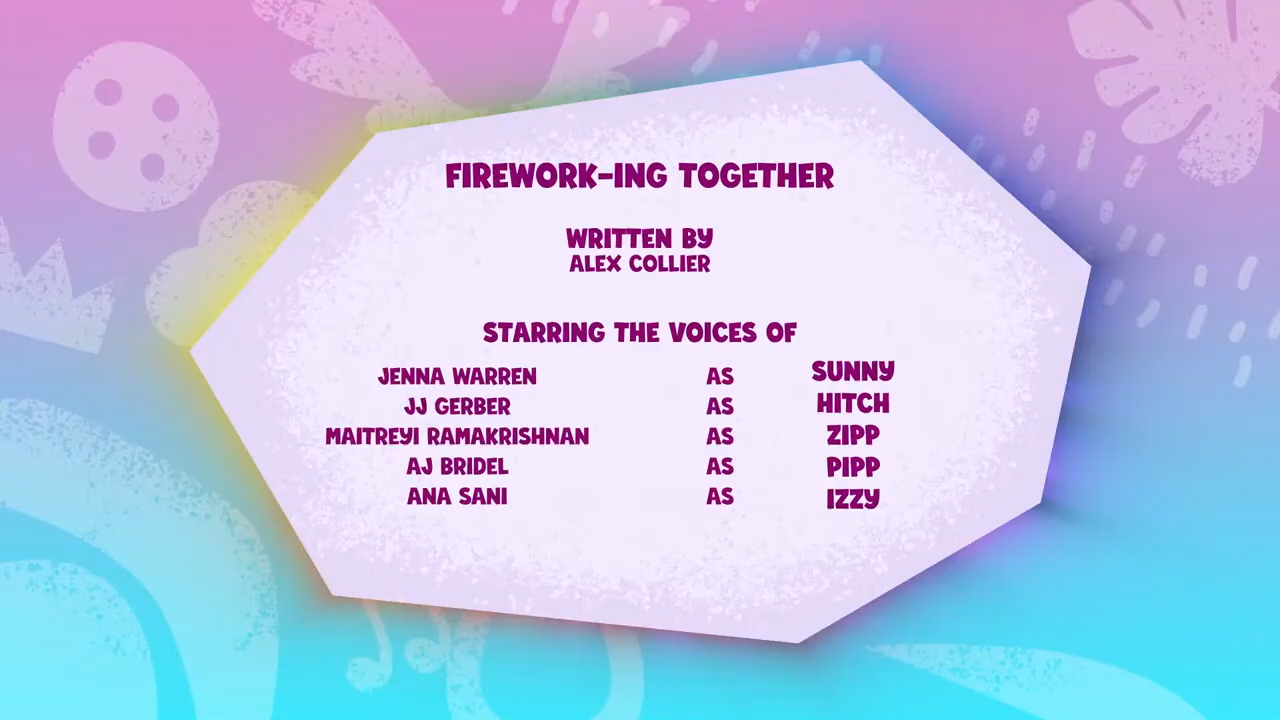 FIREWORK-ING TOGETHER
WRITTEN BY
ALEX COLLIER
STARRING THE VOICES OF
JENNA WARREN AS SUNNY
JJ GERBER AS HITCH
MAITREYI RAMAKRISHNAN AS ZIPP
AJ BRIDEL AS PIPP
ANA SANI AS IZZY